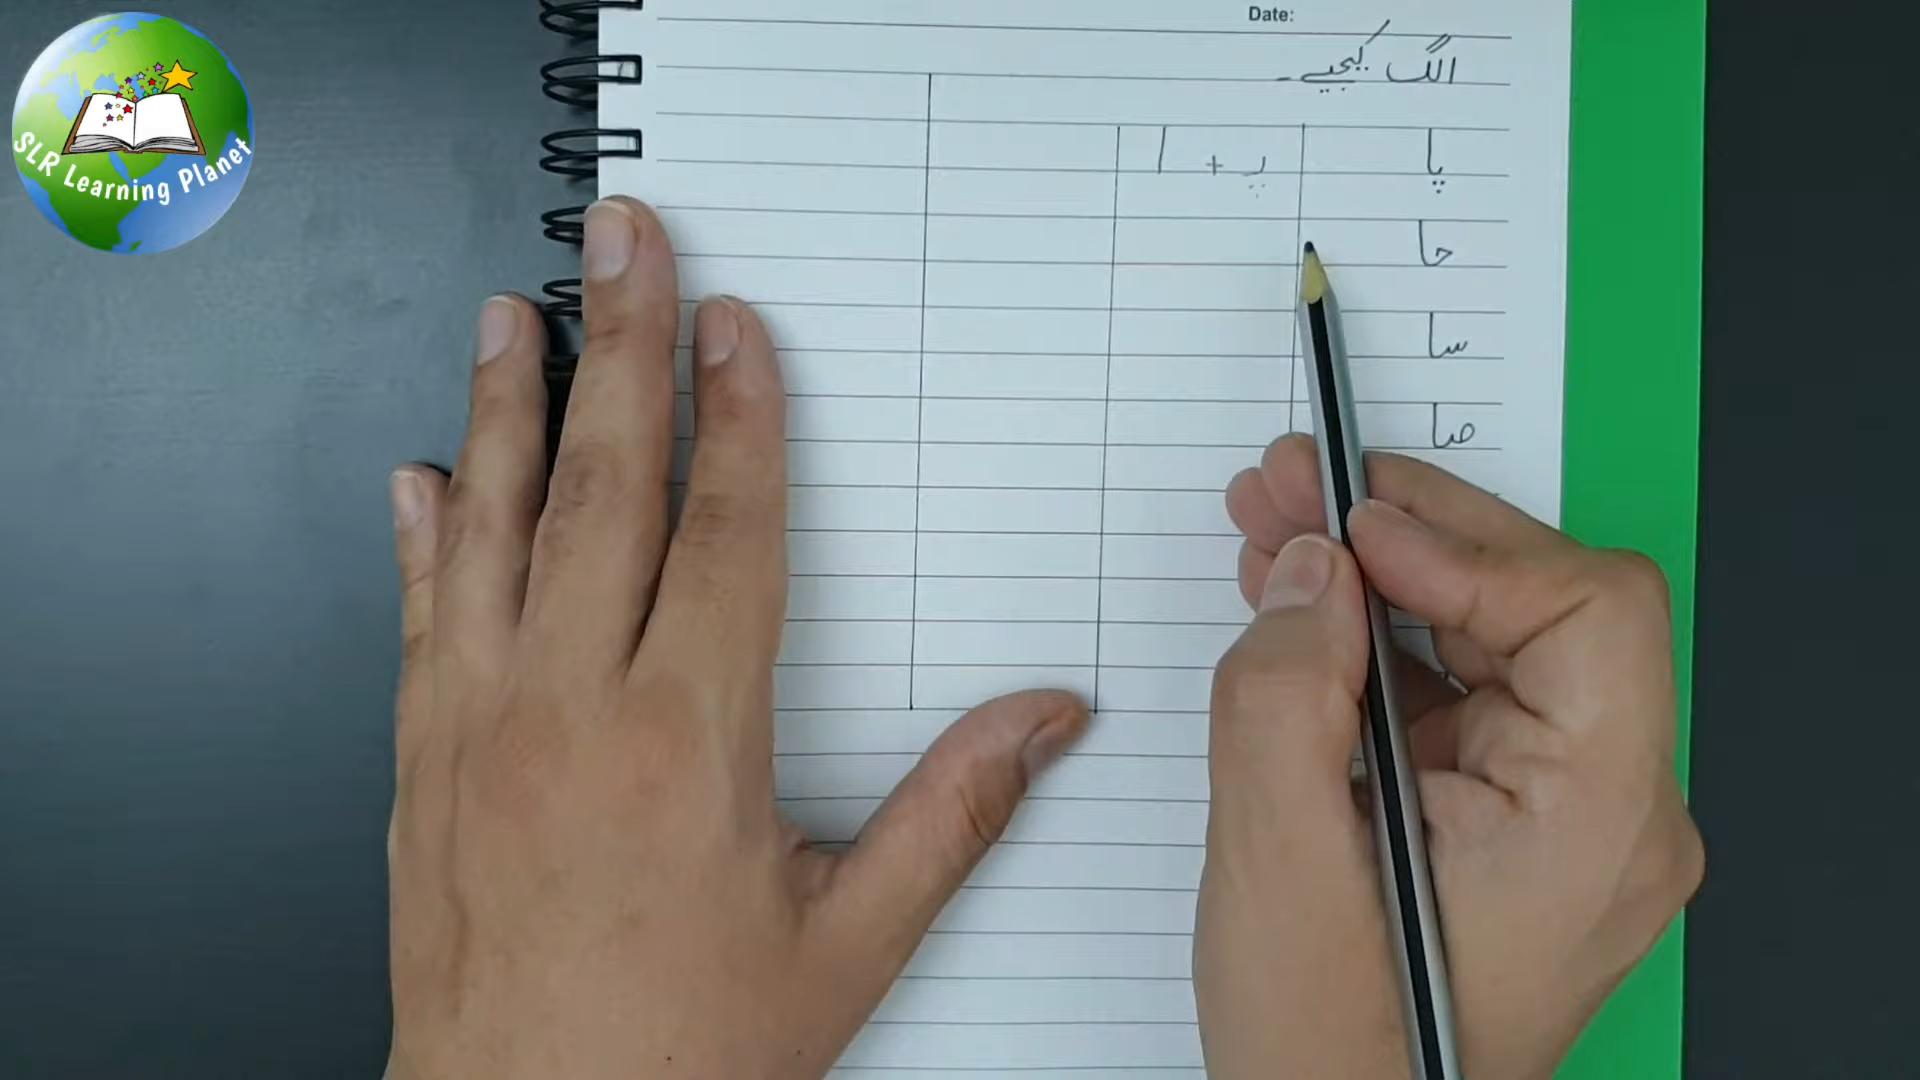 SLR Learning Planet
Date:
الگ کیجیے۔
پا پ + ا
حا
سا
صا